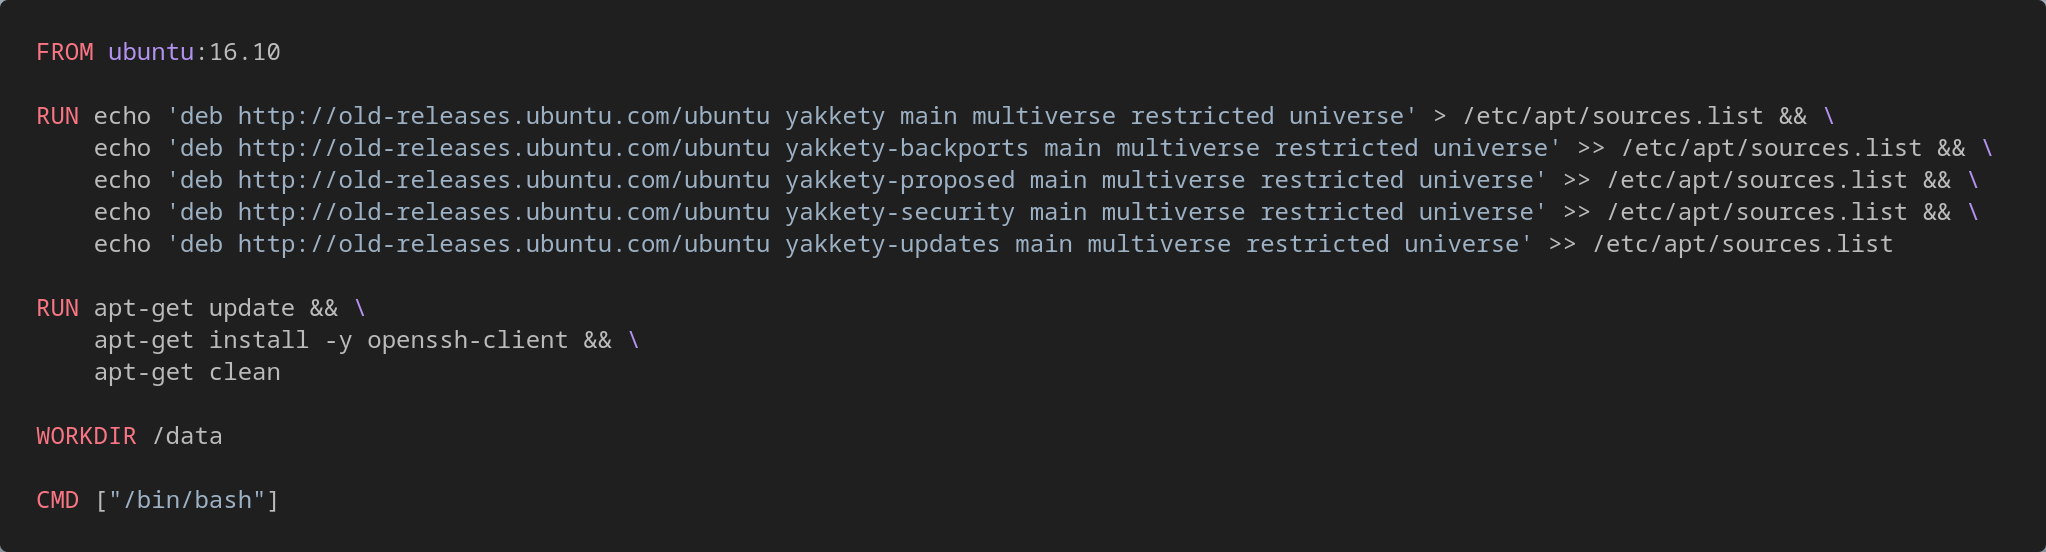 FROM ubuntu:16.10
RUN echo 'deb http://old-releases.ubuntu.com/ubuntu yakkety main multiverse restricted universe' > /etc/apt/sources.list && \
echo 'deb http://old-releases.ubuntu.com/ubuntu yakkety-backports main multiverse restricted universe' >> /etc/apt/sources.list && \
echo 'deb http://old-releases.ubuntu.com/ubuntu yakkety-proposed main multiverse restricted universe' >> /etc/apt/sources.list && \
echo 'deb http://old-releases.ubuntu.com/ubuntu yakkety-security main multiverse restricted universe' >> /etc/apt/sources.list && \
echo 'deb http://old-releases.ubuntu.com/ubuntu yakkety-updates main multiverse restricted universe' >> /etc/apt/sources.list
RUN apt-get update && \
apt-get install -y openssh-client && \
apt-get clean
WORKDIR /data
CMD ["/bin/bash"]